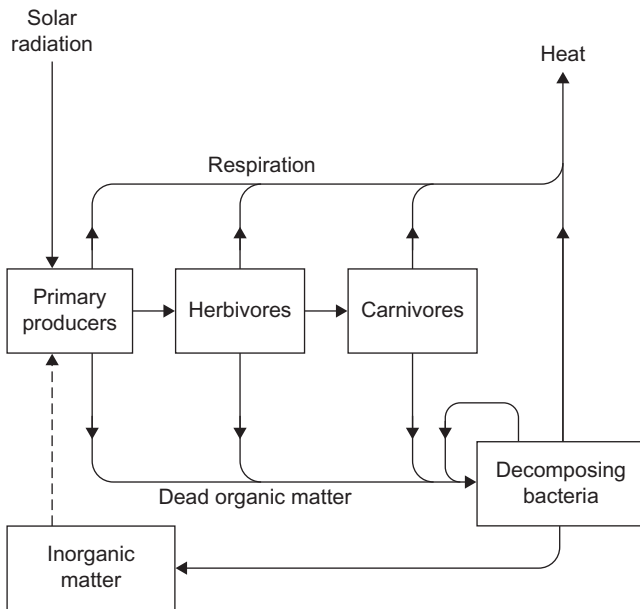 Solar
radiation
Heat
Respiration
Primary
producers
Herbivores
Carnivores
Dead organic matter
Decomposing
bacteria
Inorganic
matter